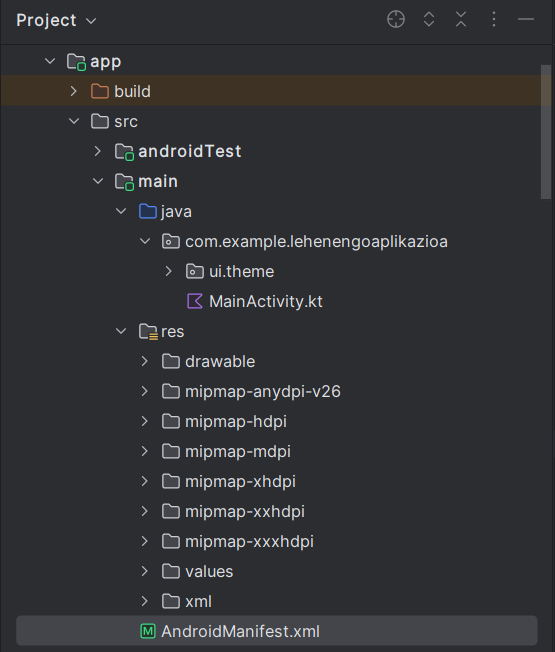 Project
app
build
src
androidTest
main
java
com.example.lehenengoaplikazioa
ui.theme
MainActivity.kt
res
drawable
mipmap-anydpi-v26
mipmap-hdpi
mipmap-mdpi
mipmap-xhdpi
mipmap-xxhdpi
mipmap-xxxhdpi
values
xml
M AndroidManifest.xml